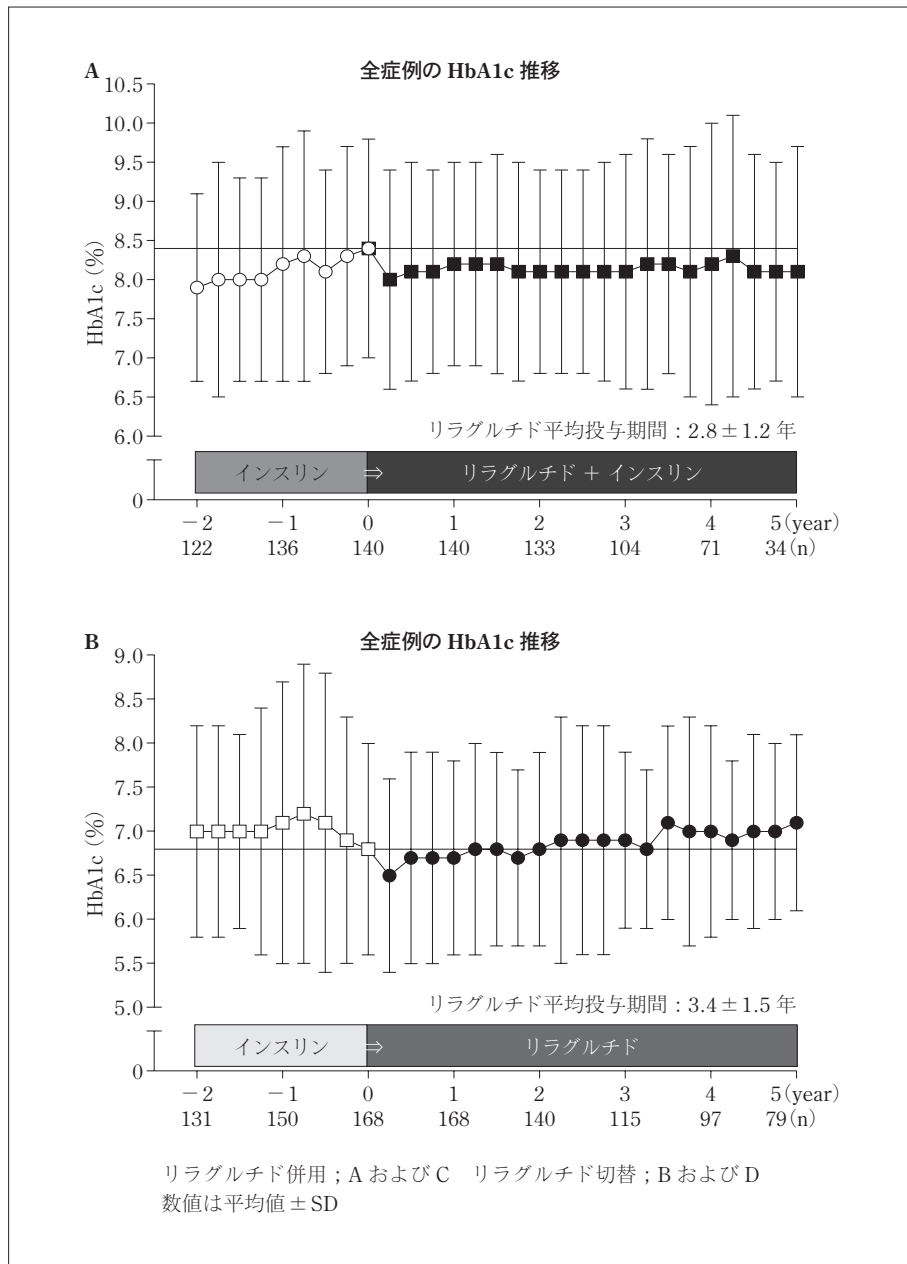 A 全症例の HbA1c 推移
10.5
10.0
9.5
9.0
8.5
8.0
7.5
7.0
6.5
6.0
0
HbA1c (%)
リラグルチド平均投与期間：2.8±1.2 年
インスリン ⇒ リラグルチド + インスリン
−2 −1 0 1 2 3 4 5(year)
122 136 140 140 133 104 71 34(n)
B 全症例の HbA1c 推移
9.0
8.5
8.0
7.5
7.0
6.5
6.0
5.5
5.0
0
HbA1c (%)
リラグルチド平均投与期間：3.4±1.5 年
インスリン ⇒ リラグルチド
−2 −1 0 1 2 3 4 5(year)
131 150 168 168 140 115 97 79(n)
リラグルチド併用；A および C リラグルチド切替；B および D
数値は平均値 ± SD